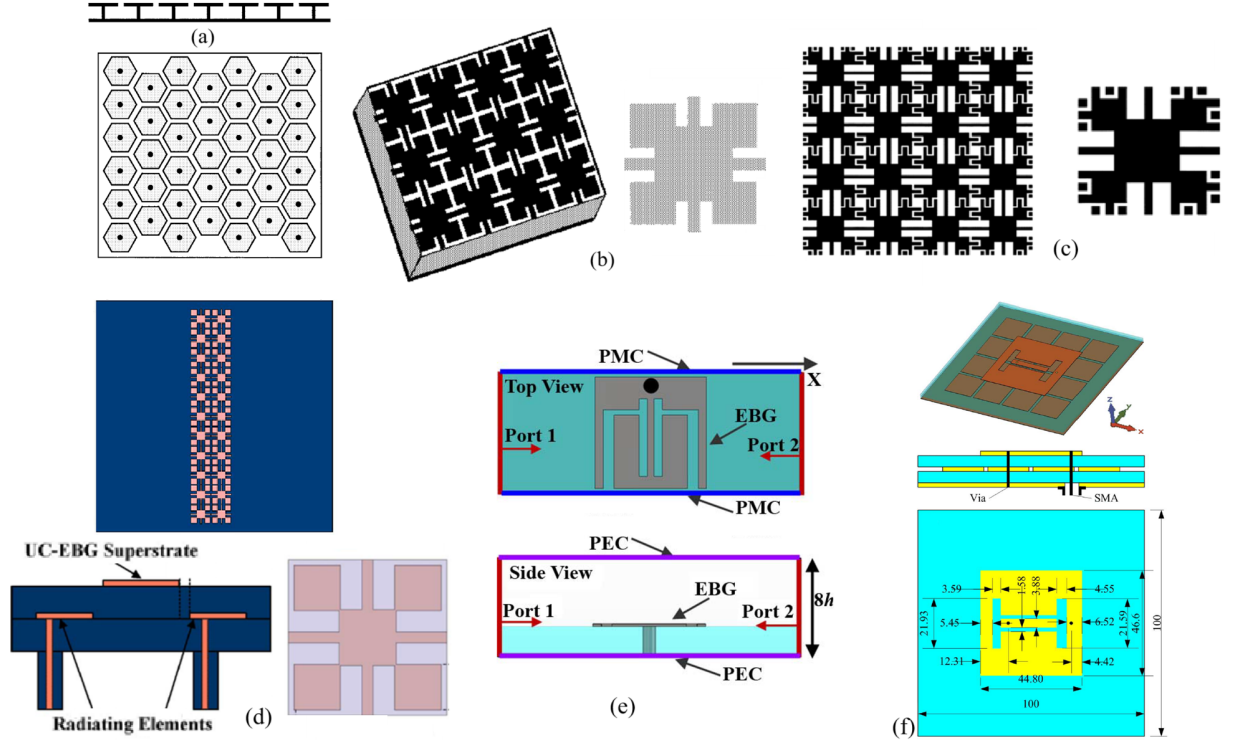 (a)
(b)
(c)
UC-EBG Superstrate
Radiating Elements
(d)
PMC
X
Top View
EBG
Port 1
Port 2
PMC
PEC
Side View
EBG
Port 1
Port 2
8h
PEC
(e)
z
y
x
Via
SMA
3.59
1.58
3.88
4.55
21.93
5.45
6.52
21.59
46.6
100
12.31
4.42
44.80
100
(f)